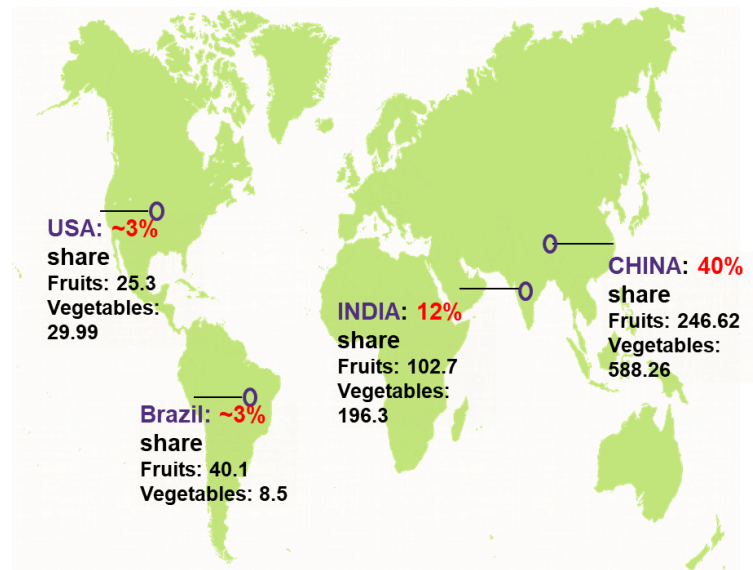 USA: ~3%
share
Fruits: 25.3
Vegetables:
29.99
Brazil: ~3%
share
Fruits: 40.1
Vegetables: 8.5
INDIA: 12%
share
Fruits: 102.7
Vegetables:
196.3
CHINA: 40%
share
Fruits: 246.62
Vegetables:
588.26